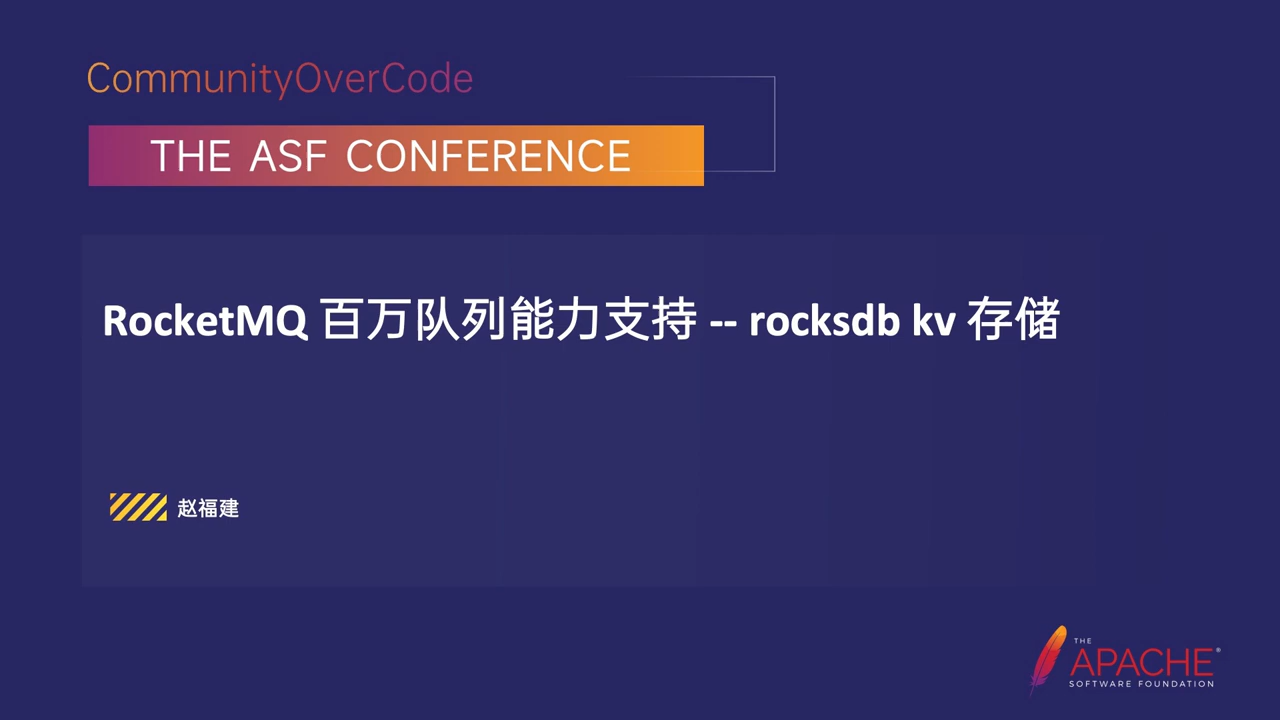 CommunityOverCode
THE ASF CONFERENCE
RocketMQ 百万队列能力支持 -- rocksdb kv 存储
赵福建
THE
APACHE®
SOFTWARE FOUNDATION